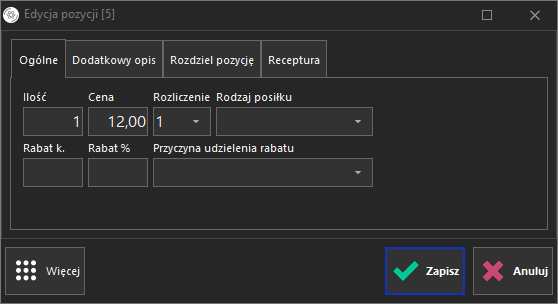 Edycja pozycji [5]
Ogólne Dodatkowy opis Rozdziel pozycję Receptura
Ilość Cena Rozliczenie Rodzaj posiłku
1 12,00 1
Rabat k. Rabat % Przyczyna udzielenia rabatu
Więcej Zapisz Anuluj